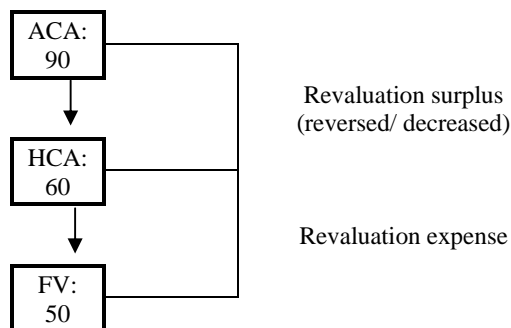 ACA:
90
Revaluation surplus
(reversed/ decreased)
HCA:
60
Revaluation expense
FV:
50